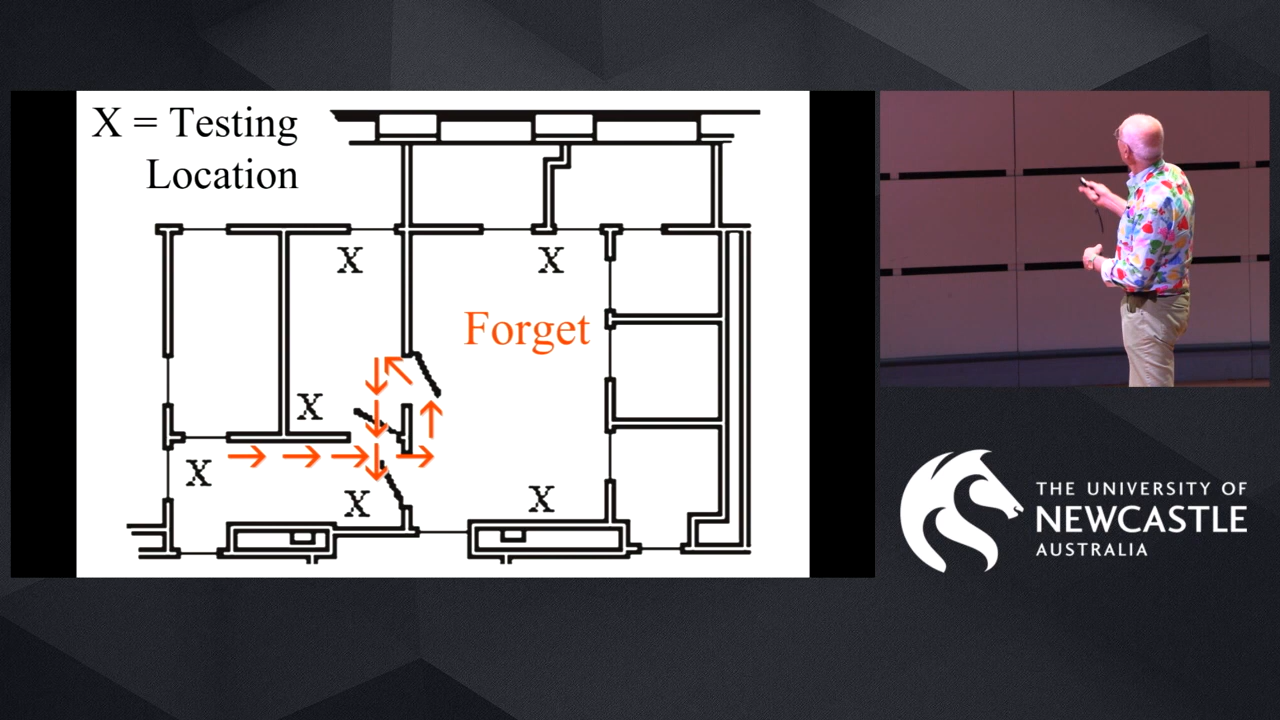 X = Testing
Location
X
X
Forget
X
X
X
X
THE UNIVERSITY OF
NEWCASTLE
AUSTRALIA